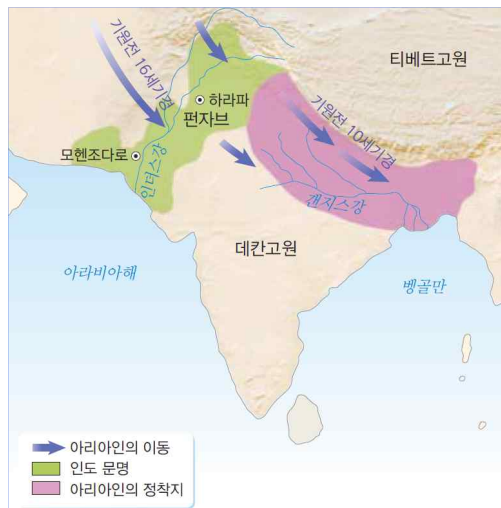 기원전 16세기경
티베트고원
하라파
펀자브
기원전 10세기경
모헨조다로
인더스강
갠지스강
데칸고원
아라비아해
벵골만
아리아인의 이동
인도 문명
아리아인의 정착지